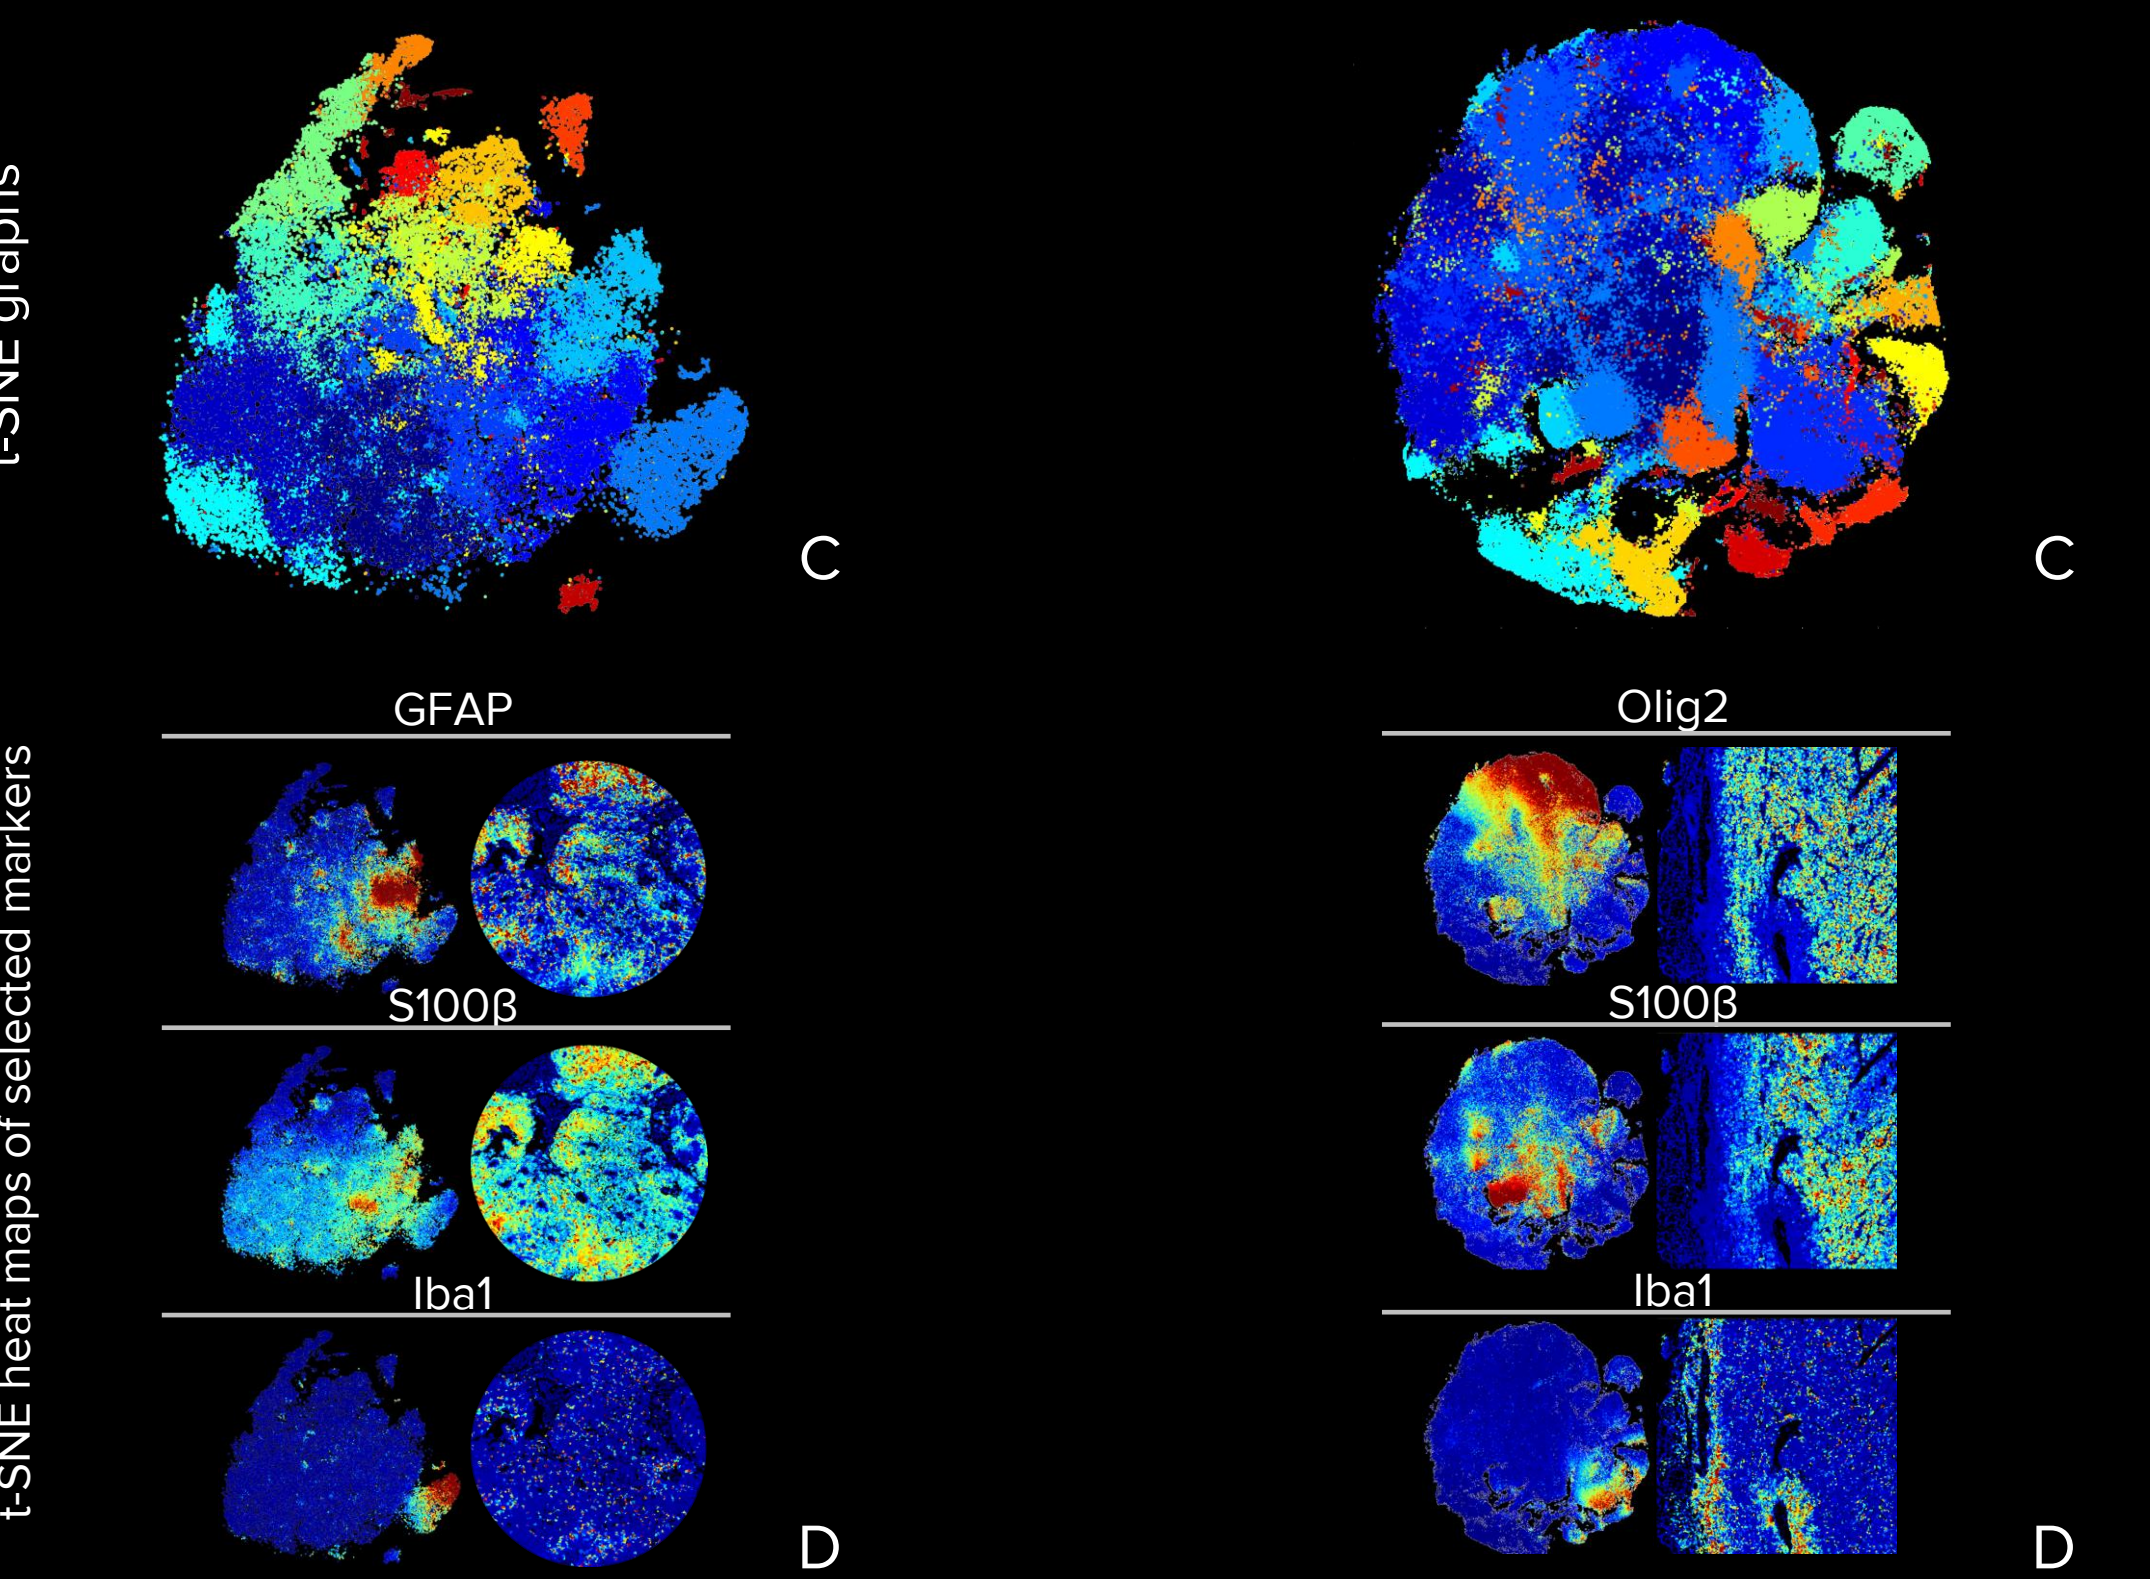 t-SNE graphs
C
C
t-SNE heat maps of selected markers
GFAP
S100β
Iba1
D
Olig2
S100β
Iba1
D